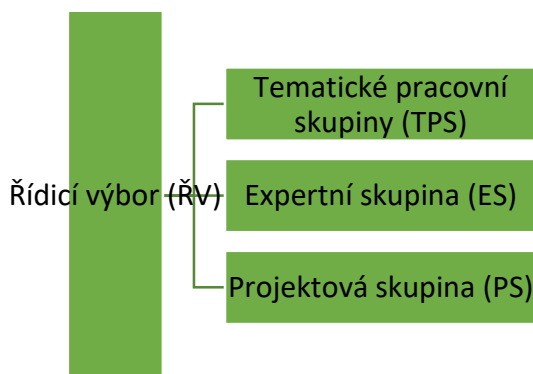 Řídicí výbor (ŘV)
Tematické pracovní
skupiny (TPS)
Expertní skupina (ES)
Projektová skupina (PS)